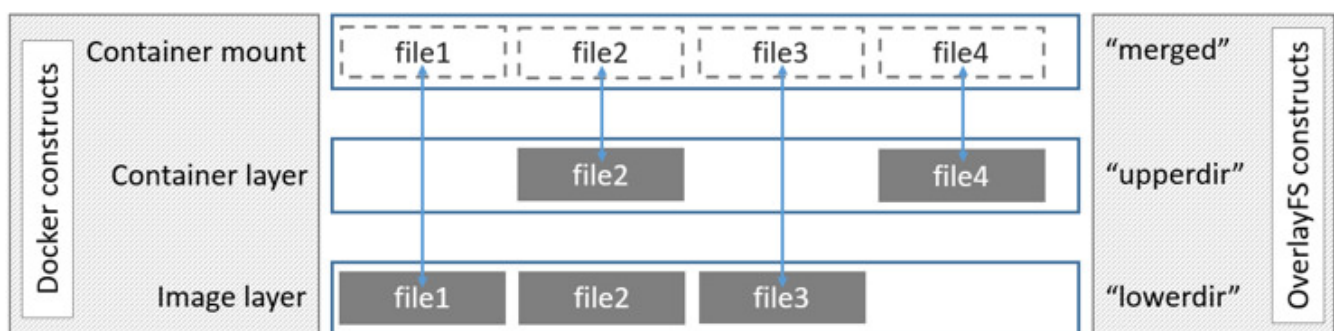 Docker constructs
Container mount
file1 file2 file3 file4
“merged”
Container layer
file2 file4
“upperdir”
Image layer
file1 file2 file3
“lowerdir”
OverlayFS constructs